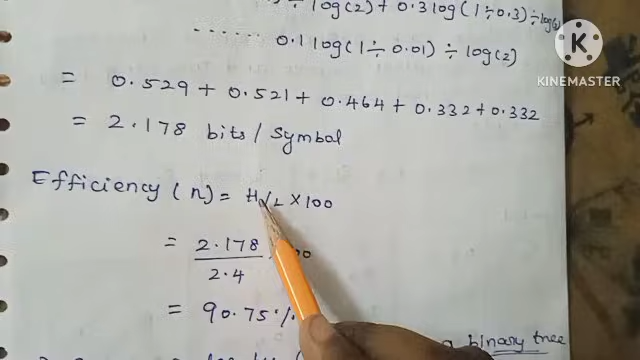 ÷ log(2) + 0.3 log(1÷0.3) ÷ log(2)
...... 0.1 log(1÷0.01) ÷ log(2)
= 0.529 + 0.521 + 0.464 + 0.332 + 0.332
= 2.178 bits/symbol
KINEMASTER
Efficiency (n) = H/L × 100
= 2.178
2.4
= 90.75%
a binary tree